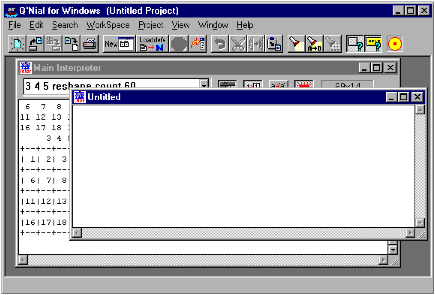 Q'Nial for Windows (Untitled Project)
File Edit Search WorkSpace Project View Window Help
New Loaddefs N
Main Interpreter
3 4 5 reshape count 60
Untitled
6 7 8
11 12 13
16 17 18
3 4
+---+---+---
| 1| 2| 3
+---+---+---
| 6| 7| 8
+---+---+---
|11|12|13
+---+---+---
|16|17|18
+---+---+---